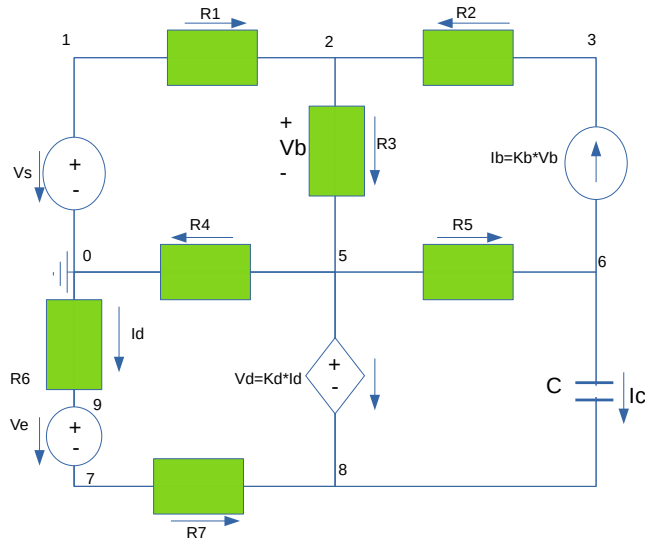 R1
R2
1
2
3
+
Vb
-
R3
Ib=Kb*Vb
Vs
+
-
R4
R5
0
5
6
Id
R6
Vd=Kd*Id
+
-
C
Ic
9
Ve
+
-
7
8
R7